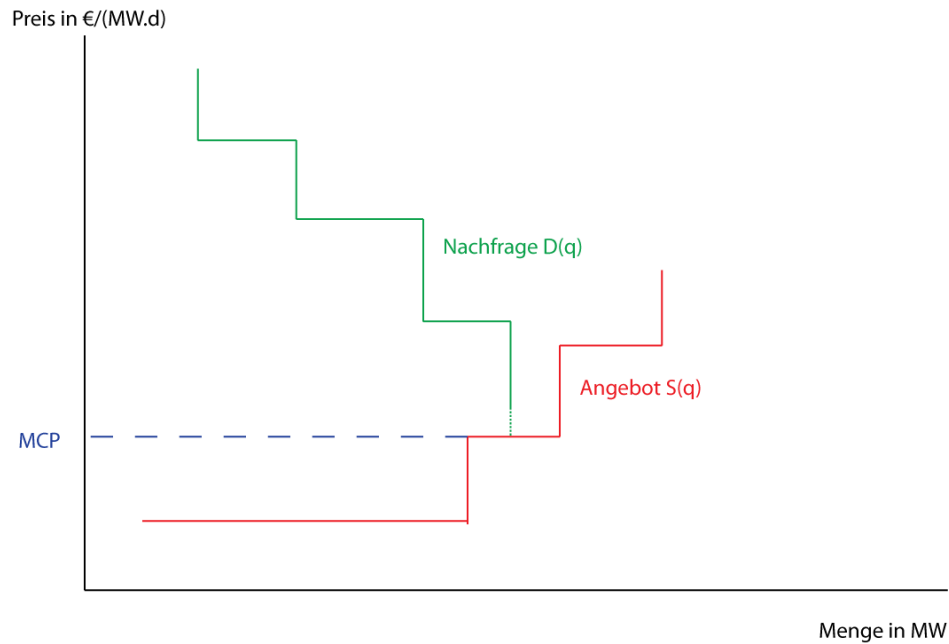 Preis in €/(MW.d)
Nachfrage D(q)
Angebot S(q)
MCP
Menge in MW